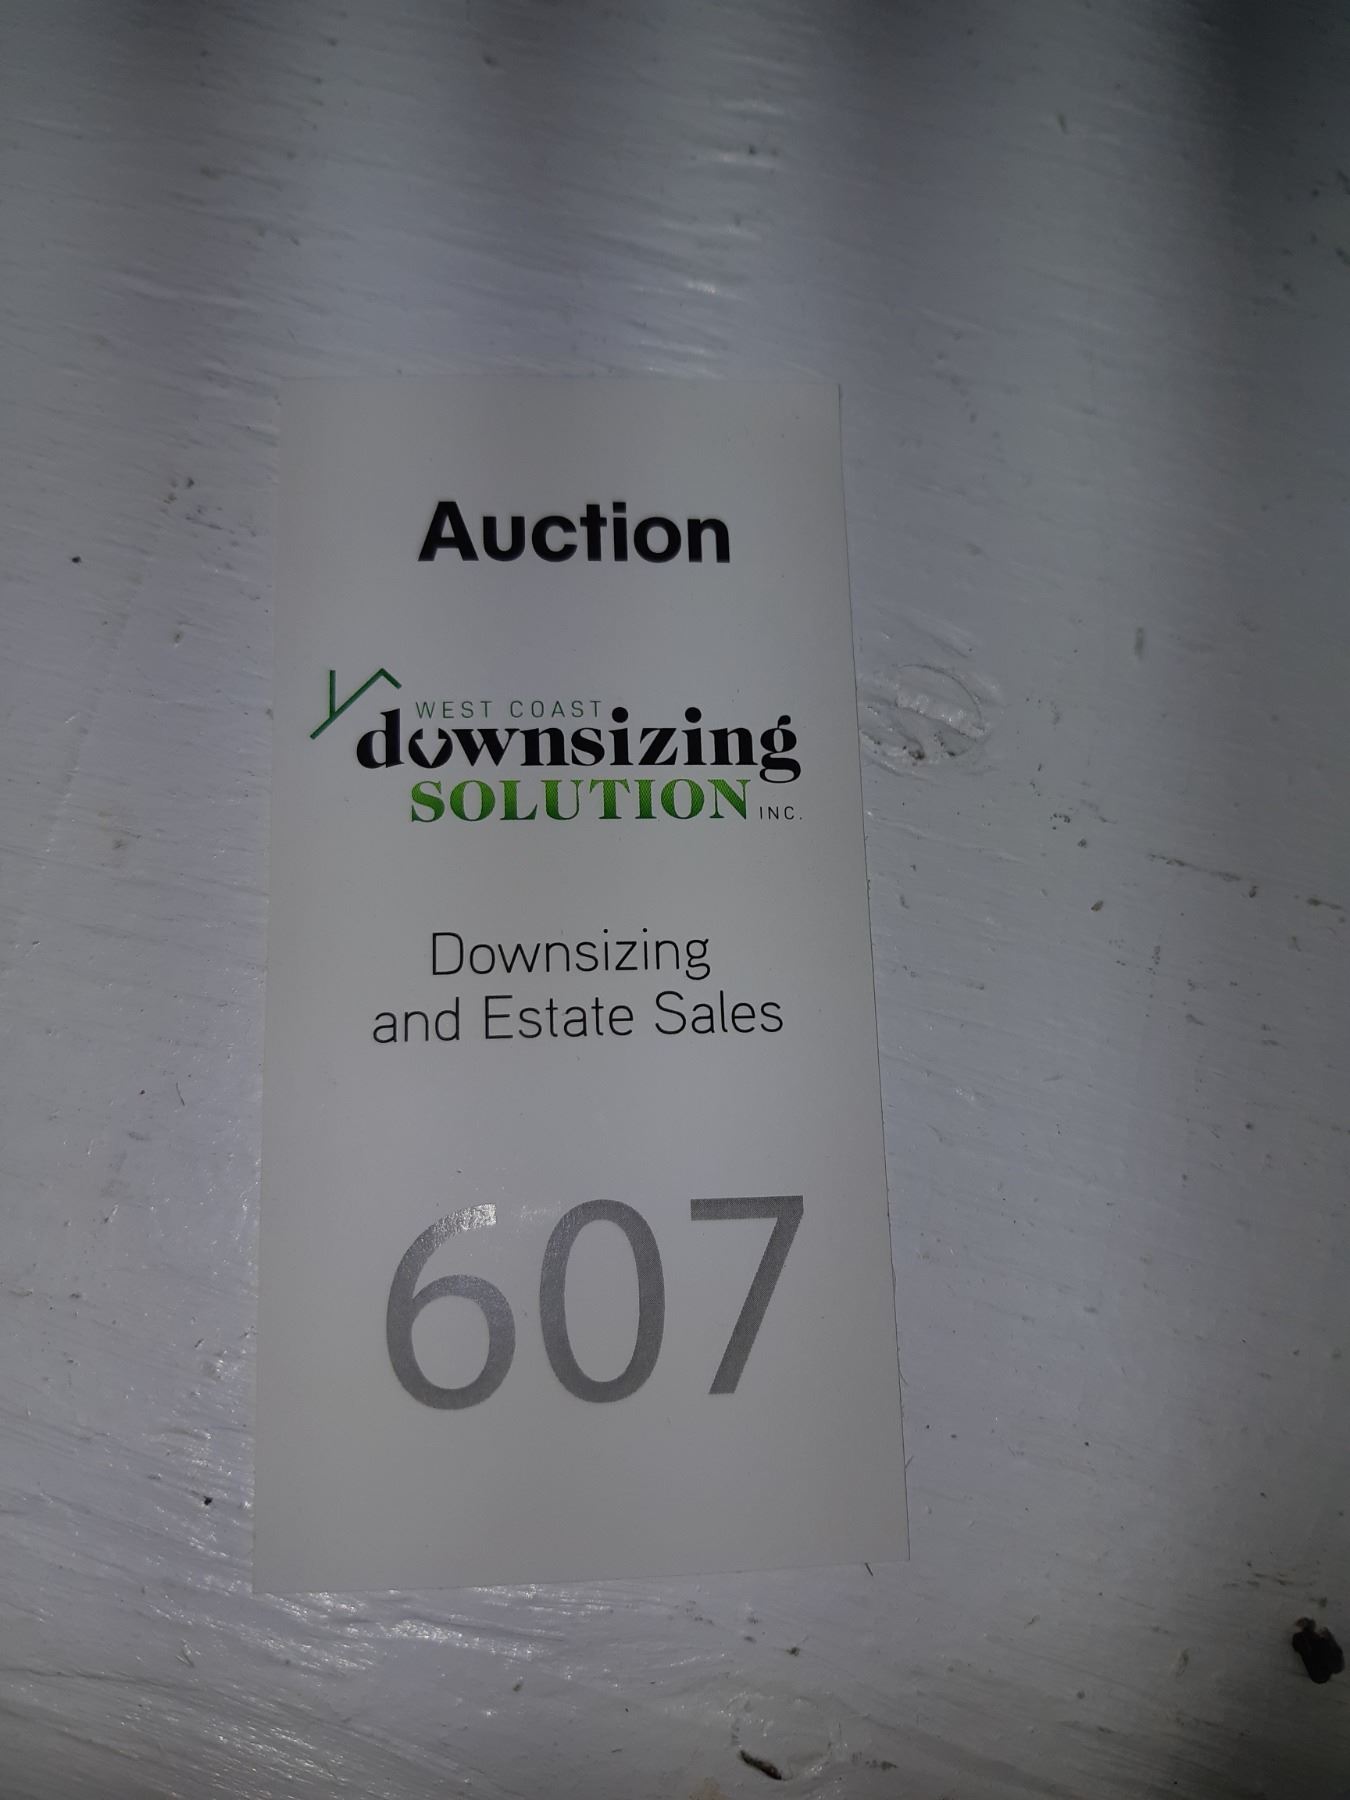 Auction
WEST COAST
downsizing
SOLUTION INC.
Downsizing
and Estate Sales
607